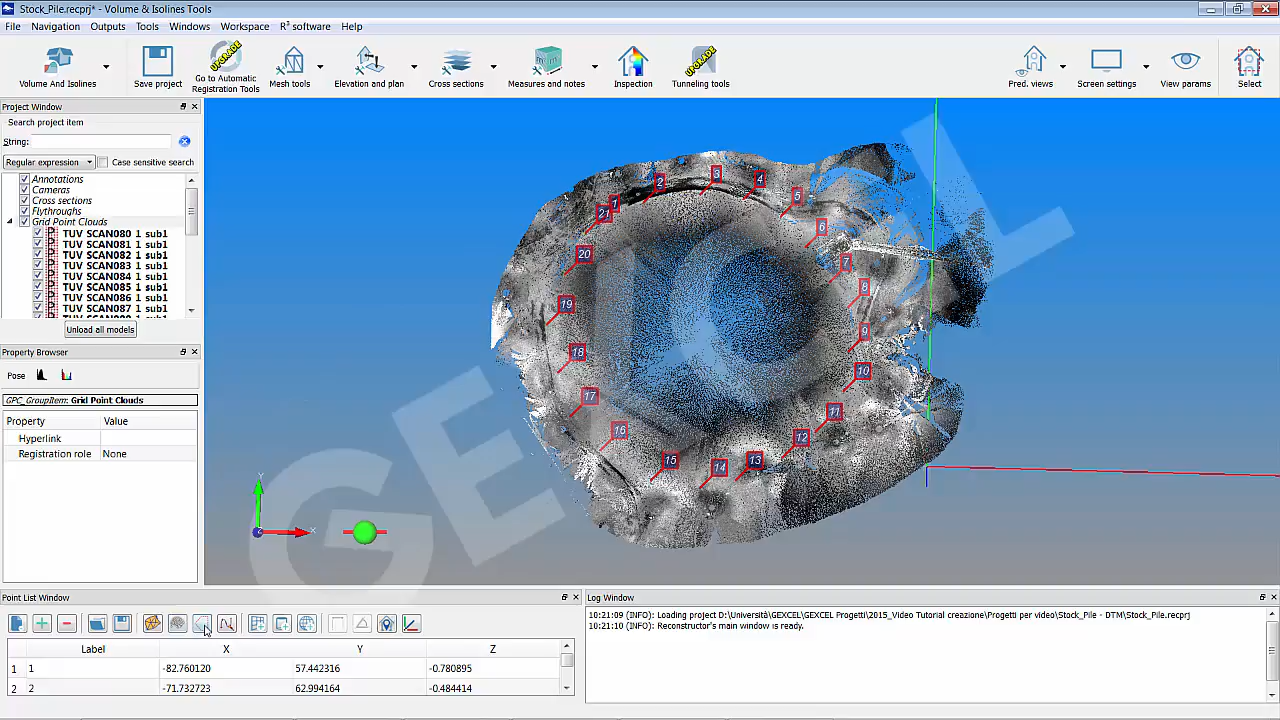 Stock_Pile.recprj* - Volume & Isolines Tools
File Navigation Outputs Tools Windows Workspace R³ software Help
Volume And Isolines
Save project
UPGRADE
Go to Automatic
Registration Tools
Mesh tools
Elevation and plan
Cross sections
Measures and notes
Inspection
UPGRADE
Tunneling tools
Pred. views
Screen settings
View params
Select
Project Window
Search project item
String:
Regular expression
Case sensitive search
Annotations
Cameras
Cross sections
Flythroughs
Grid Point Clouds
TUV SCAN080 1 sub1
TUV SCAN081 1 sub1
TUV SCAN082 1 sub1
TUV SCAN083 1 sub1
TUV SCAN084 1 sub1
TUV SCAN085 1 sub1
TUV SCAN086 1 sub1
TUV SCAN087 1 sub1
Unload all models
Property Browser
Pose
GPC_GroupItem: Grid Point Clouds
Property Value
Hyperlink
Registration role None
1
2
3
4
5
6
7
8
9
10
11
12
13
14
15
16
17
18
19
20
21
Y
X
Z
GEXCEL
Point List Window
Label X Y Z
1 1 -82.760120 57.442316 -0.780895
2 2 -71.732723 62.994164 -0.484414
Log Window
10:21:09 (INFO): Loading project D:\Università\GEXCEL\GEXCEL Progetti\2015_Video Tutorial creazione\Progetti per video\Stock_Pile - DTM\Stock_Pile.recprj
10:21:10 (INFO): Reconstructor's main window is ready.